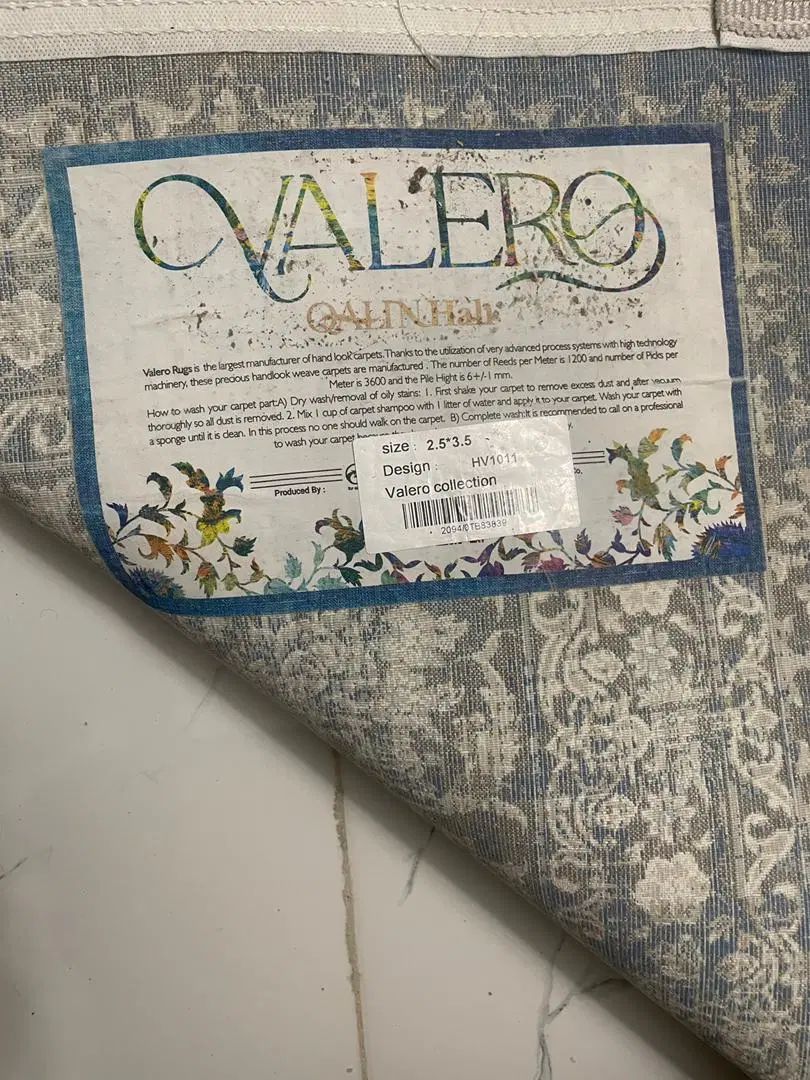 VALERO
QALIN Hali
Valero Rugs is the largest manufacturer of hand look carpets. Thanks to the utilization of very advanced process systems with high technology
machinery, these precious handlook weave carpets are manufactured . The number of Reeds per Meter is 1200 and number of Picks per
Meter is 3600 and the Pile Hight is 6+/-1 mm.
How to wash your carpet part:A) Dry wash/removal of oily stains: 1. First shake your carpet to remove excess dust and after vacuum
thoroughly so all dust is removed. 2. Mix 1 cup of carpet shampoo with 1 litter of water and apply it to your carpet. Wash your carpet with
a sponge until it is clean. In this process no one should walk on the carpet. B) Complete wash:It is recommended to call on a professional
to wash your carpet because
size : 2.5*3.5
Design : HV1011
Valero collection
Produced By :
Co.
2094/0TB83839